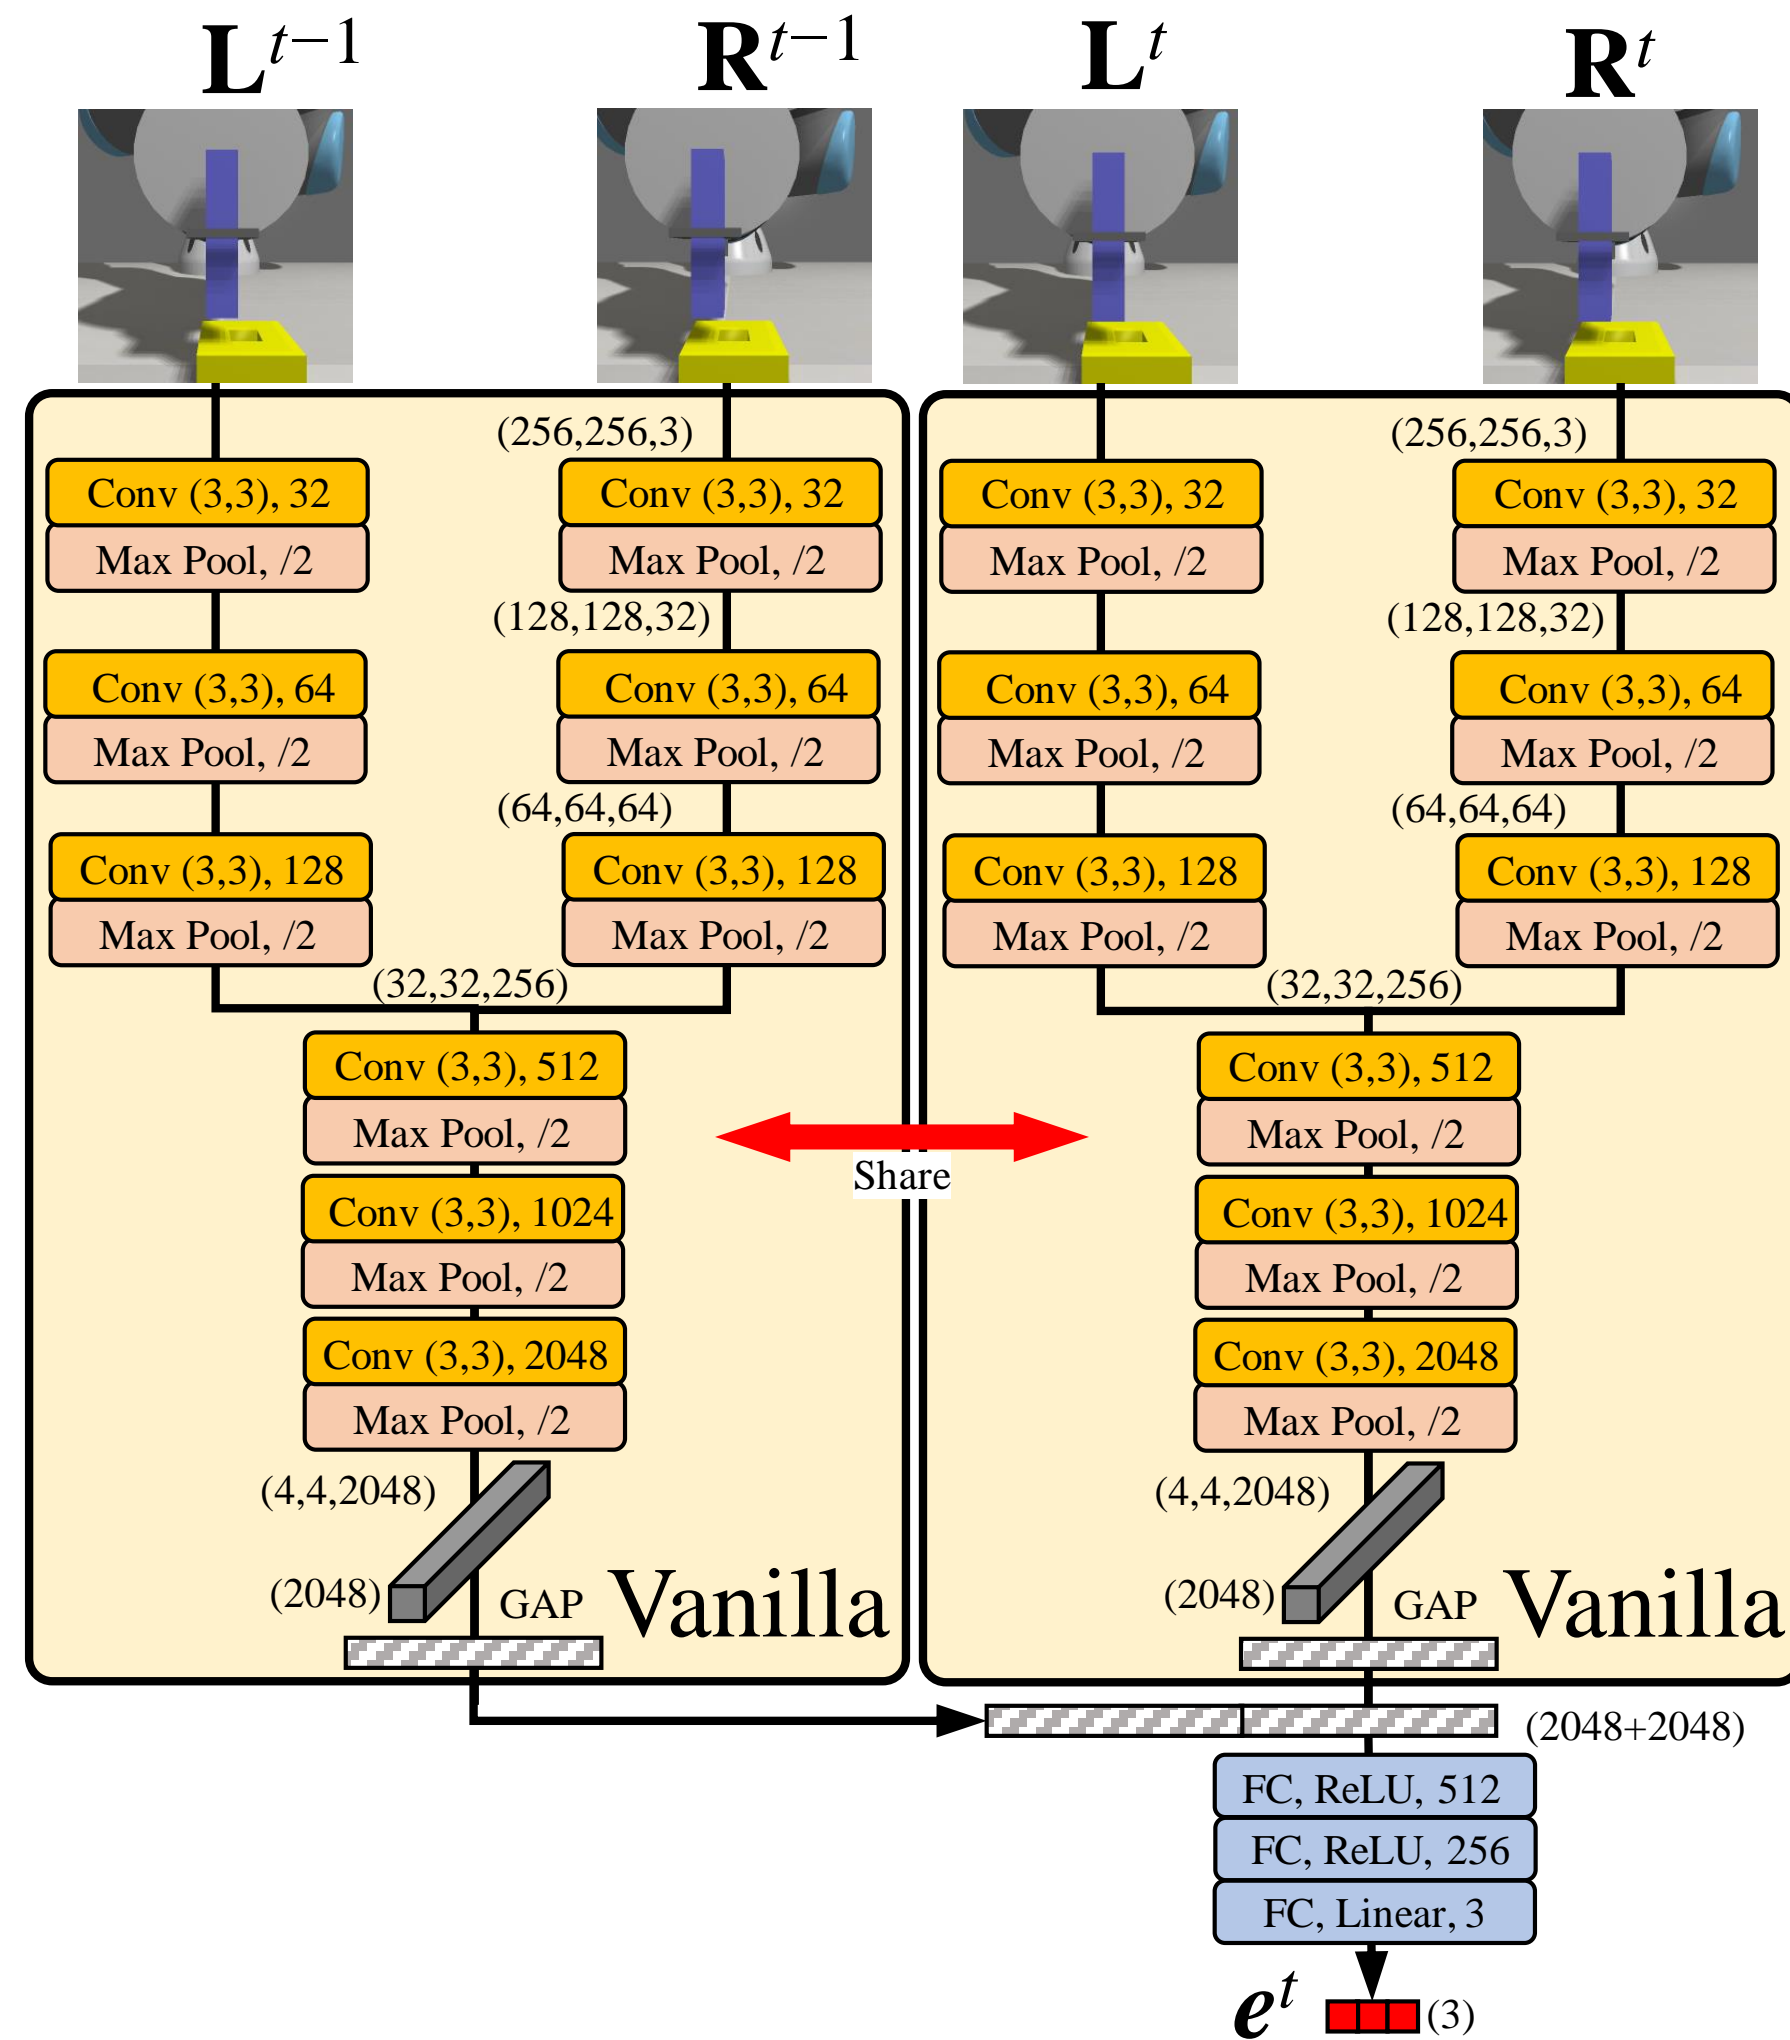 L^{t−1} R^{t−1} L^t R^t
(256,256,3) (256,256,3)
Conv (3,3), 32 Conv (3,3), 32 Conv (3,3), 32 Conv (3,3), 32
Max Pool, /2 Max Pool, /2 Max Pool, /2 Max Pool, /2
(128,128,32) (128,128,32)
Conv (3,3), 64 Conv (3,3), 64 Conv (3,3), 64 Conv (3,3), 64
Max Pool, /2 Max Pool, /2 Max Pool, /2 Max Pool, /2
(64,64,64) (64,64,64)
Conv (3,3), 128 Conv (3,3), 128 Conv (3,3), 128 Conv (3,3), 128
Max Pool, /2 Max Pool, /2 Max Pool, /2 Max Pool, /2
(32,32,256) (32,32,256)
Conv (3,3), 512 Conv (3,3), 512
Max Pool, /2 Max Pool, /2
Share
Conv (3,3), 1024 Conv (3,3), 1024
Max Pool, /2 Max Pool, /2
Conv (3,3), 2048 Conv (3,3), 2048
Max Pool, /2 Max Pool, /2
(4,4,2048) (4,4,2048)
(2048) GAP Vanilla (2048) GAP Vanilla
(2048+2048)
FC, ReLU, 512
FC, ReLU, 256
FC, Linear, 3
e^t (3)